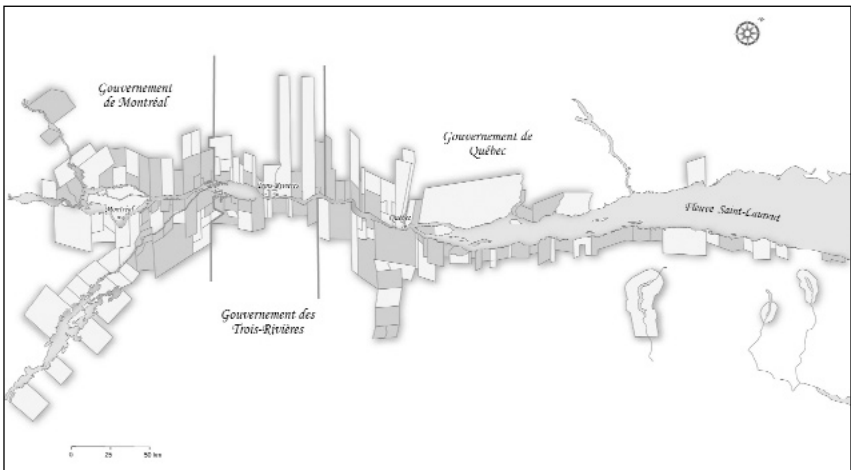 Gouvernement
de Montréal
Gouvernement de
Québec
Trois-Rivières
Montréal
Québec
Fleuve Saint-Laurent
Gouvernement des
Trois-Rivières
0 25 50 km